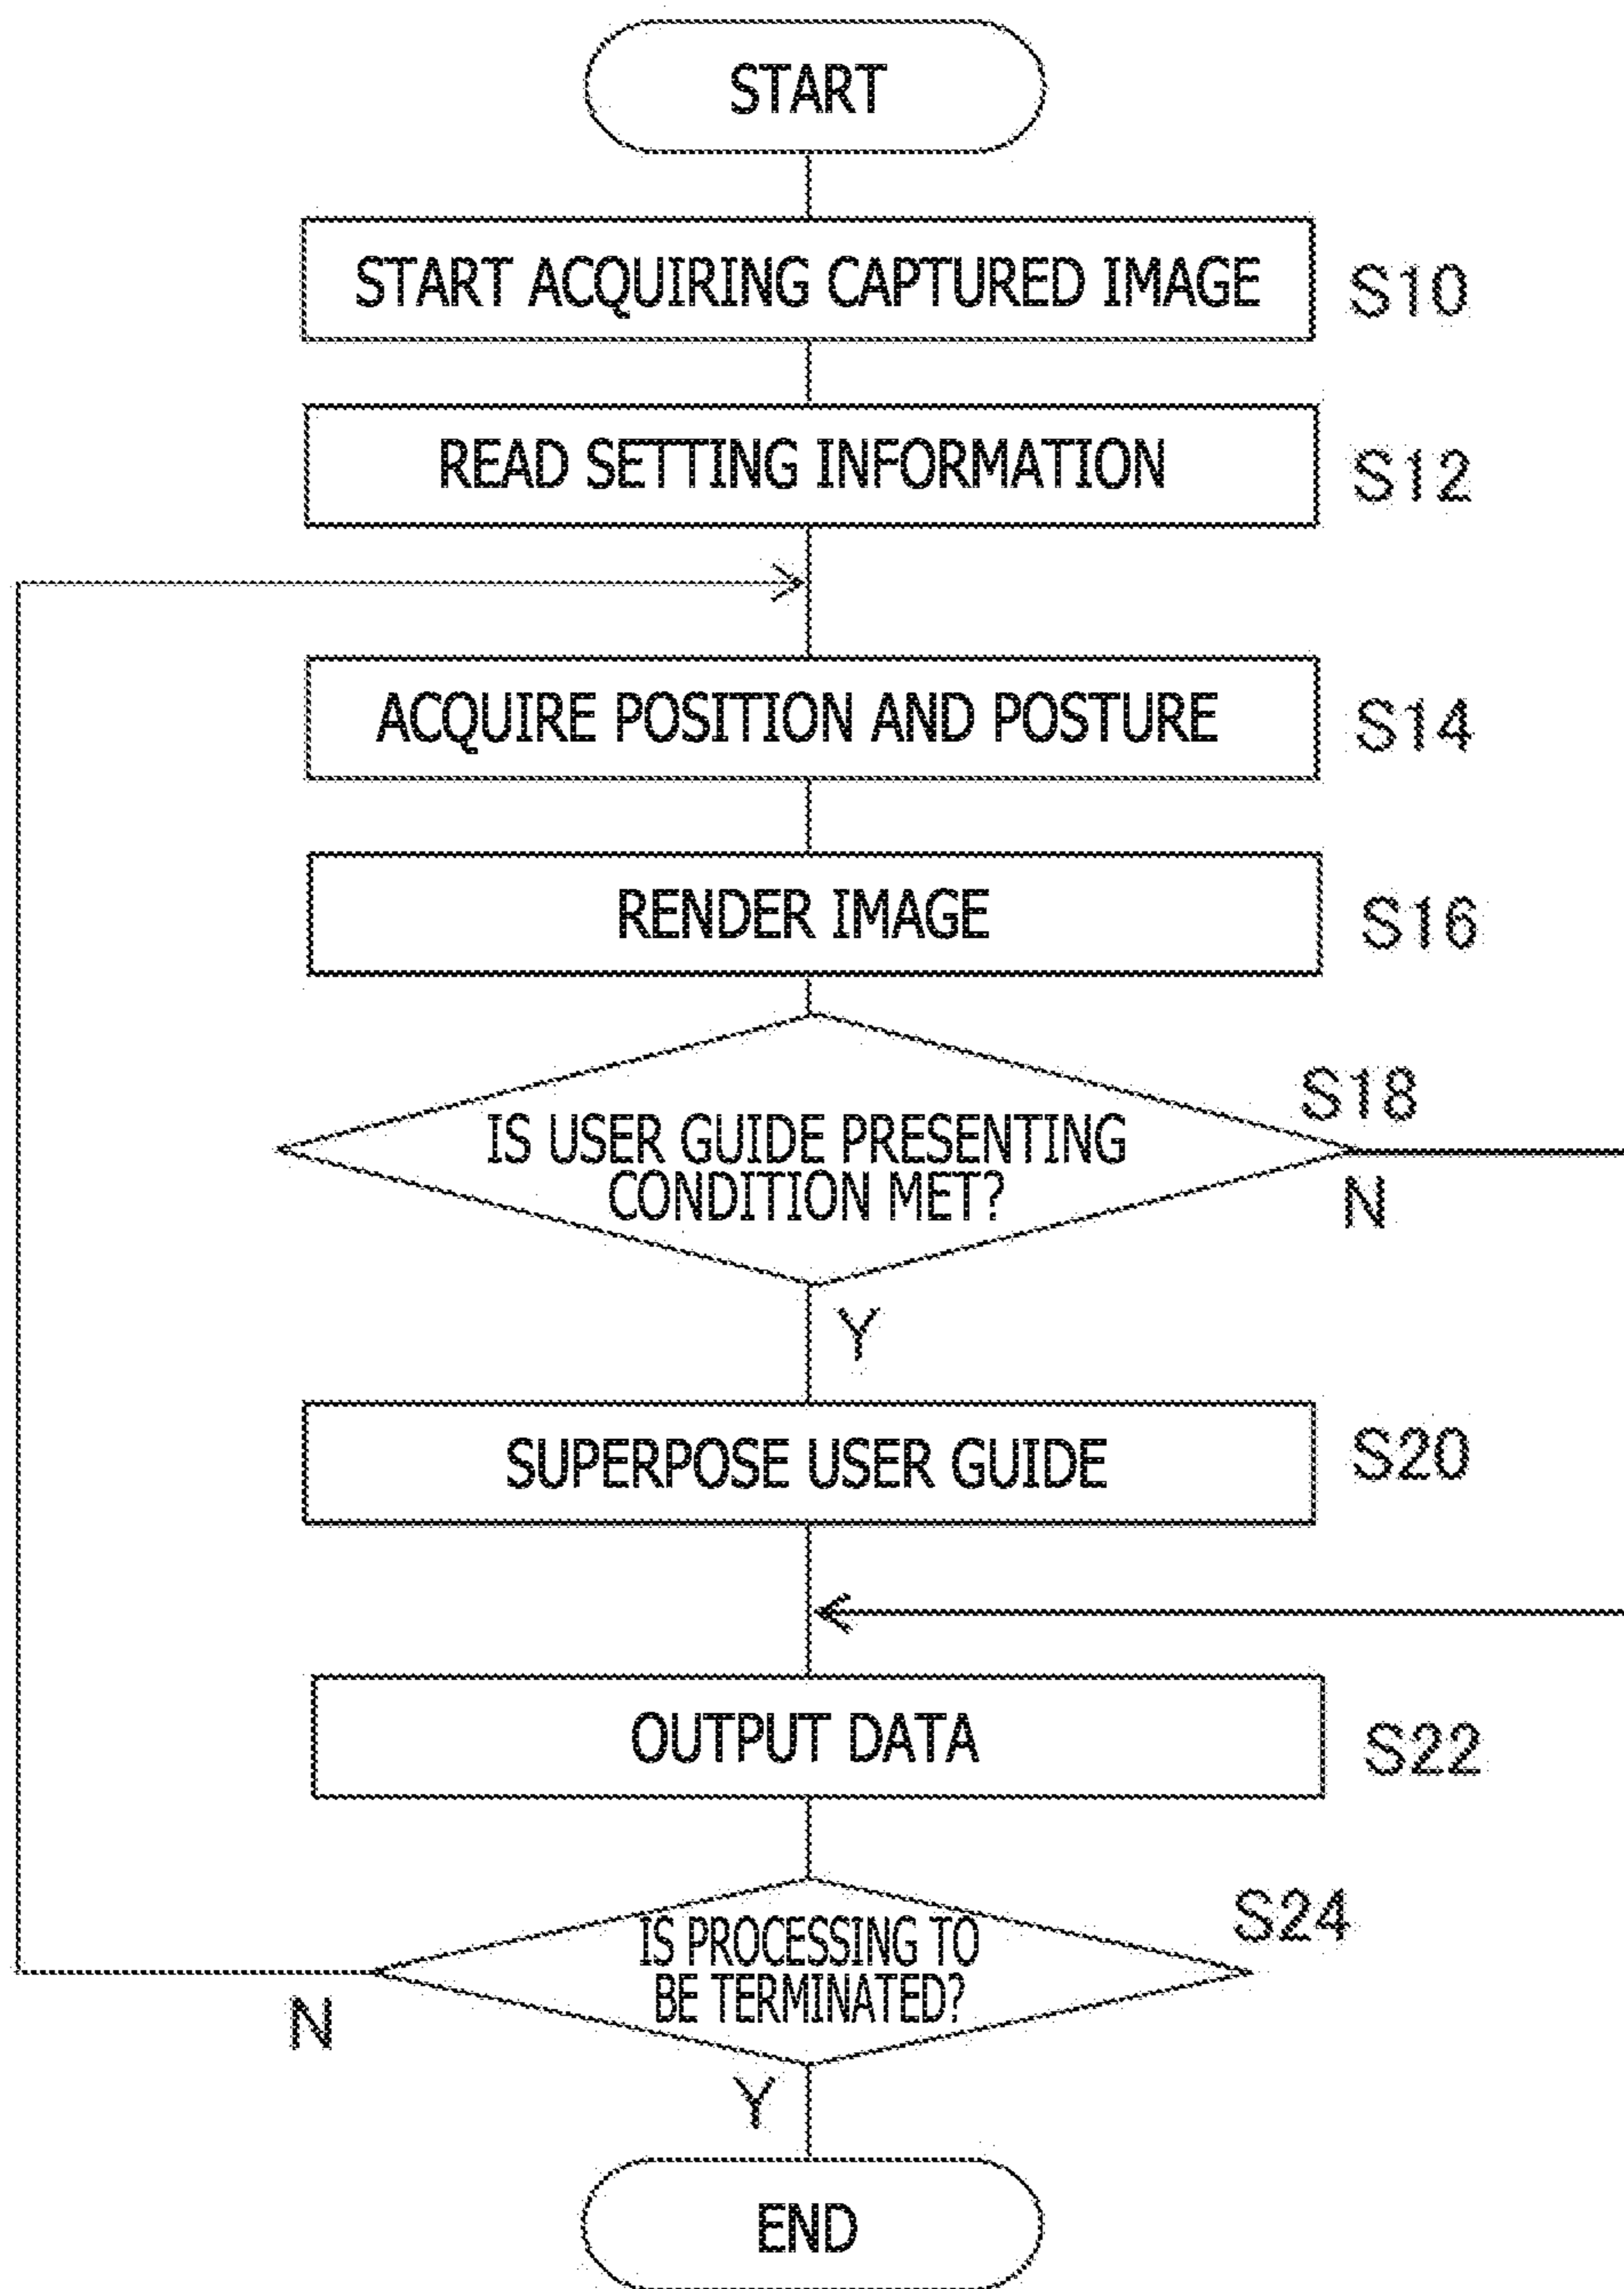 START
START ACQUIRING CAPTURED IMAGE
S10
READ SETTING INFORMATION
S12
ACQUIRE POSITION AND POSTURE
S14
RENDER IMAGE
S16
S18
IS USER GUIDE PRESENTING
CONDITION MET?
N
Y
SUPERPOSE USER GUIDE
S20
OUTPUT DATA
S22
S24
IS PROCESSING TO
BE TERMINATED?
N
Y
END